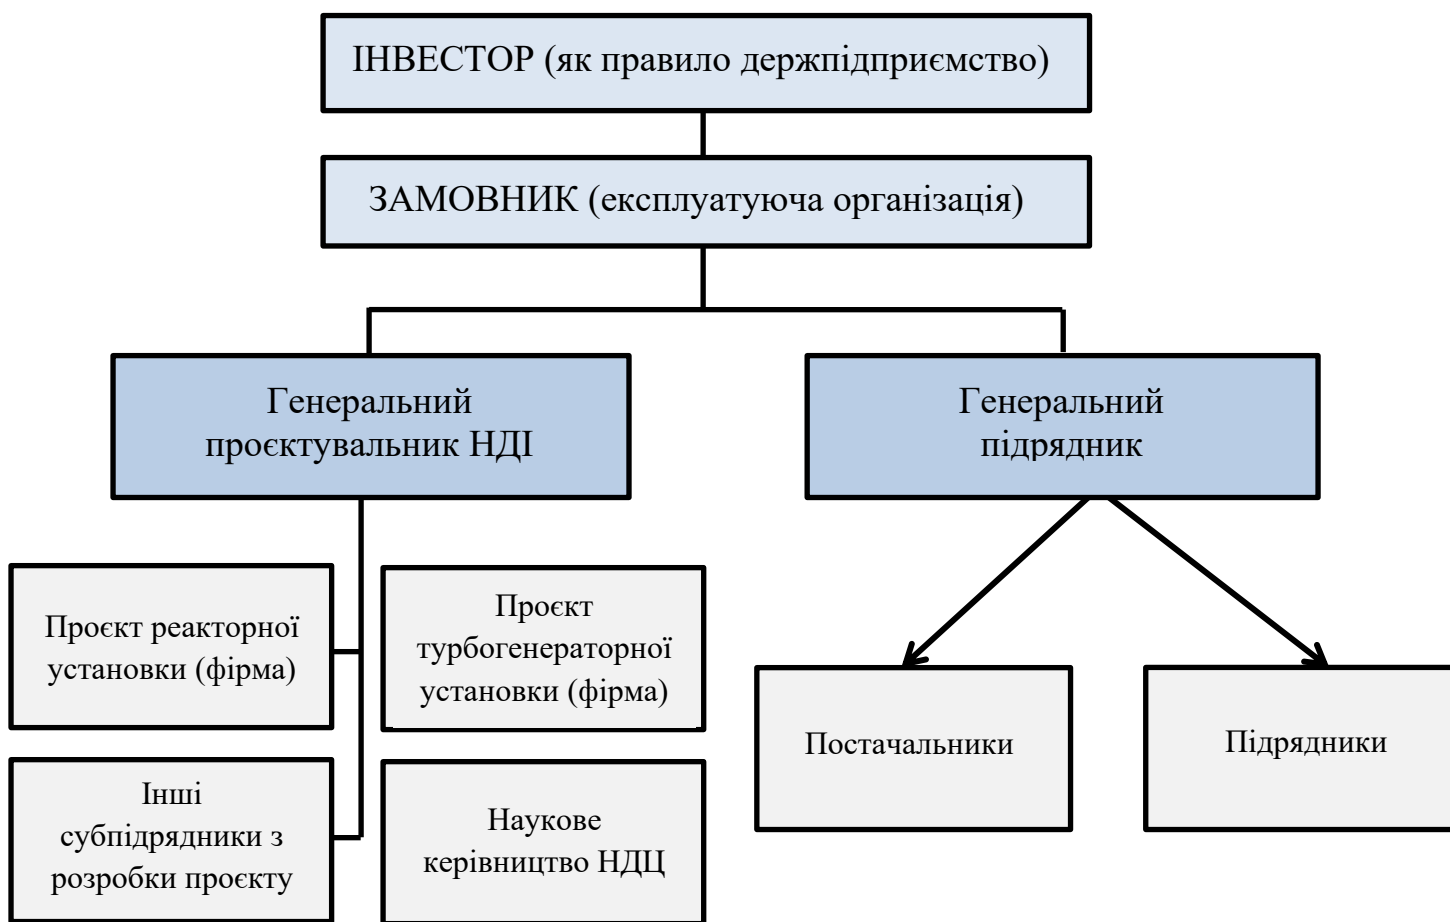 ІНВЕСТОР (як правило держпідприємство)
ЗАМОВНИК (експлуатуюча організація)
Генеральний
проєктувальник НДІ
Генеральний
підрядник
Проєкт реакторної
установки (фірма)
Проєкт
турбогенераторної
установки (фірма)
Постачальники
Підрядники
Інші
субпідрядники з
розробки проєкту
Наукове
керівництво НДЦ